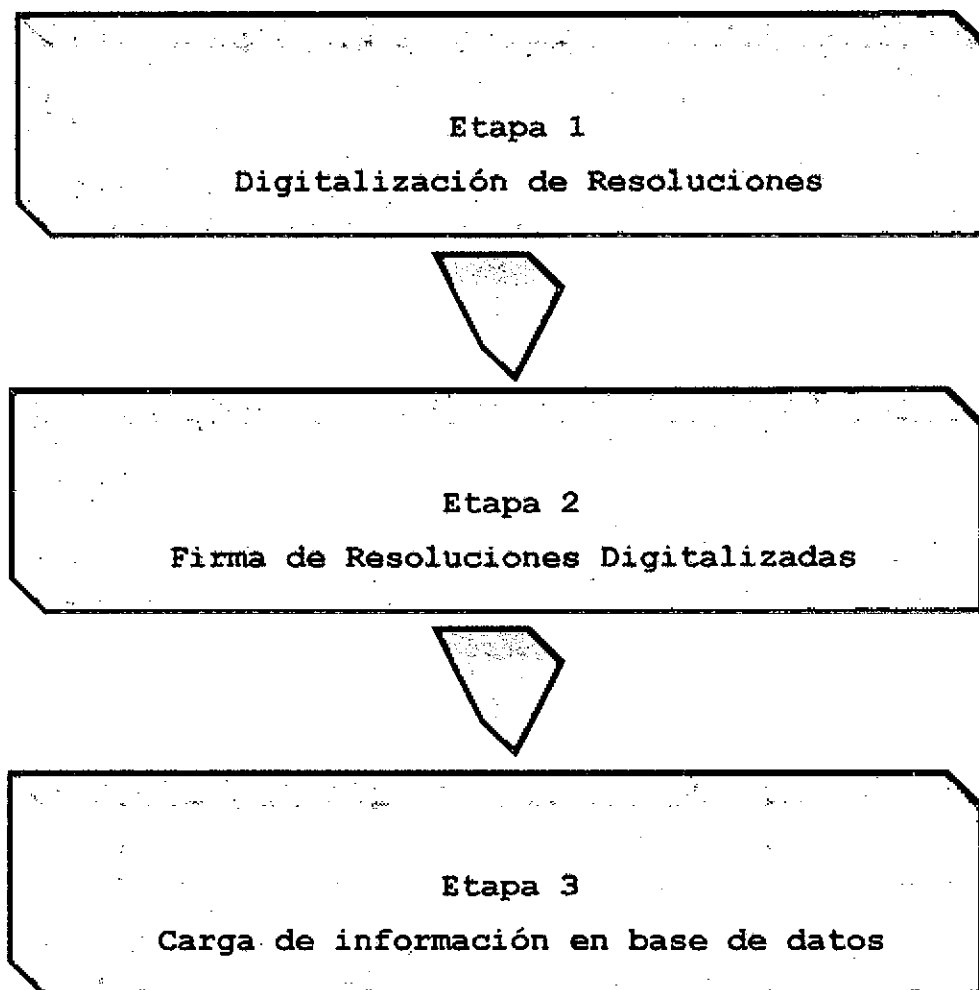 Etapa 1
Digitalización de Resoluciones
Etapa 2
Firma de Resoluciones Digitalizadas
Etapa 3
Carga de información en base de datos